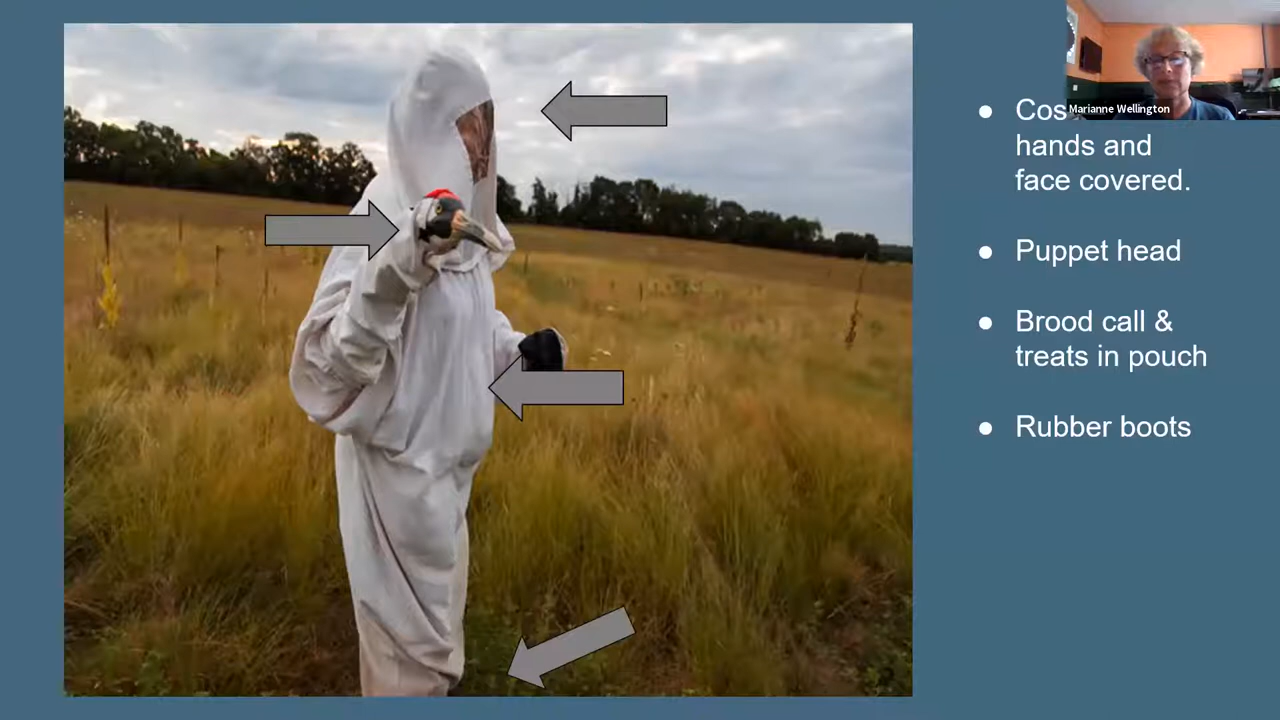 Marianne Wellington
● Cos
hands and
face covered.
● Puppet head
● Brood call &
treats in pouch
● Rubber boots